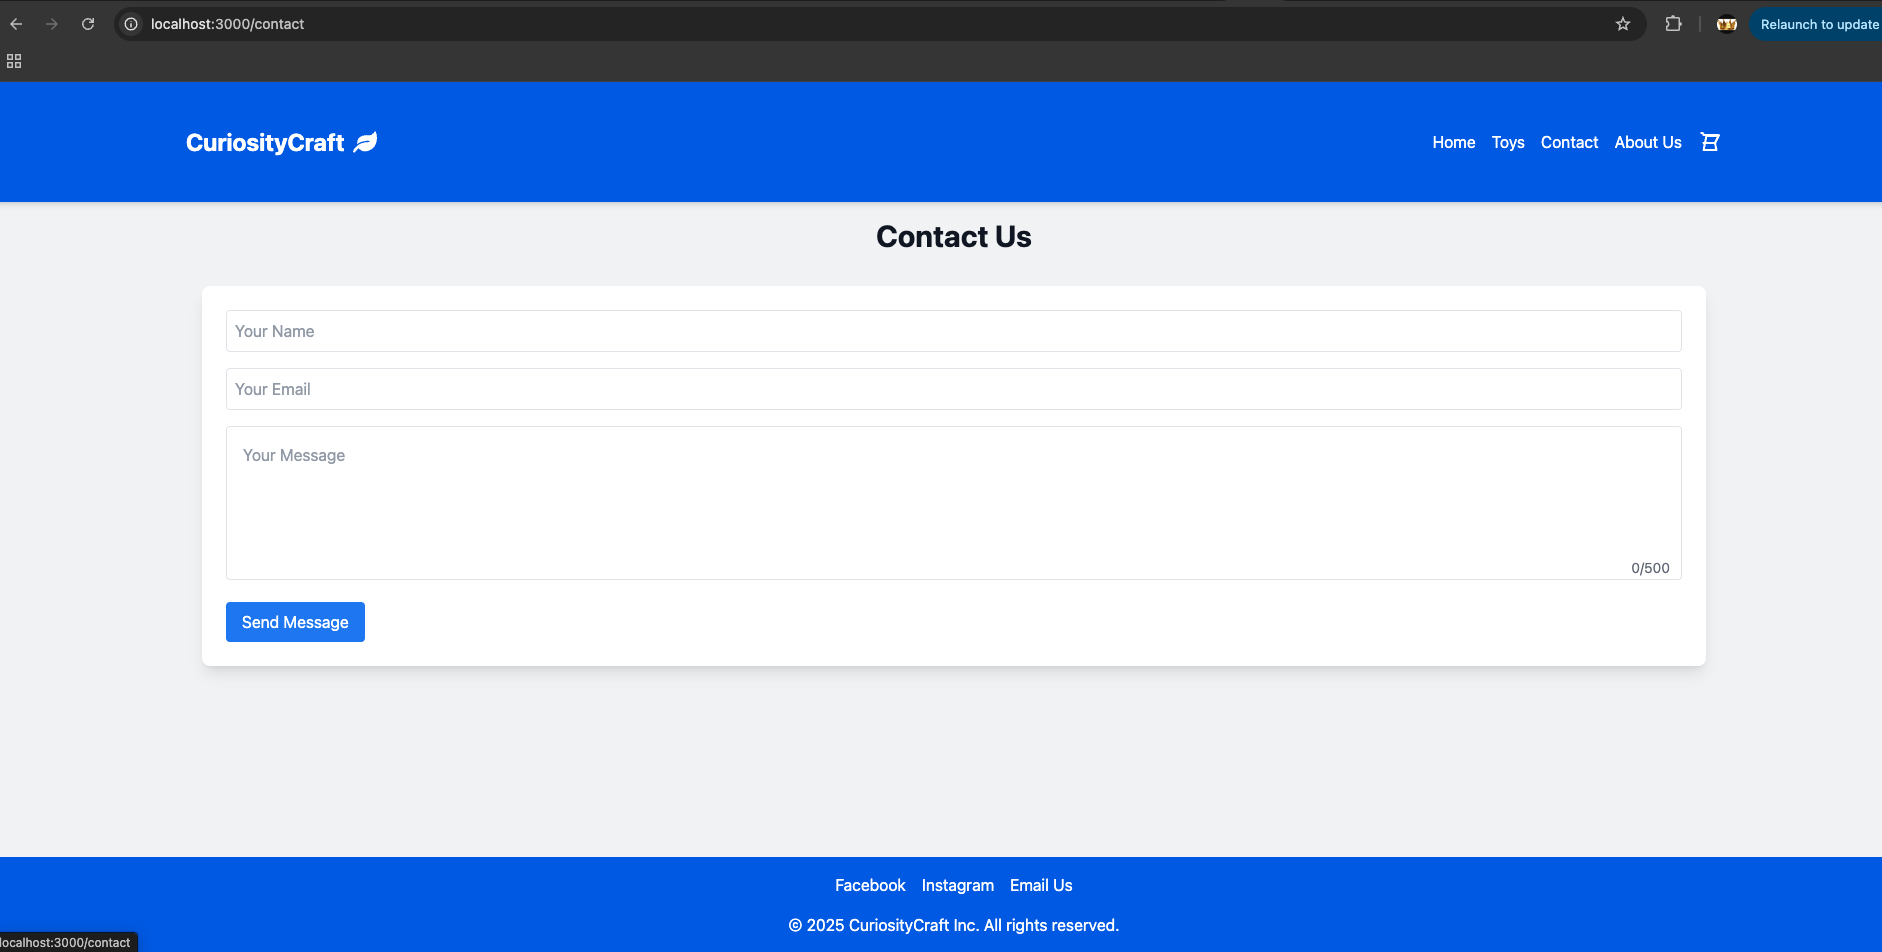 localhost:3000/contact
Relaunch to update
CuriosityCraft
Home Toys Contact About Us
Contact Us
Your Name
Your Email
Your Message
0/500
Send Message
Facebook Instagram Email Us
© 2025 CuriosityCraft Inc. All rights reserved.
localhost:3000/contact